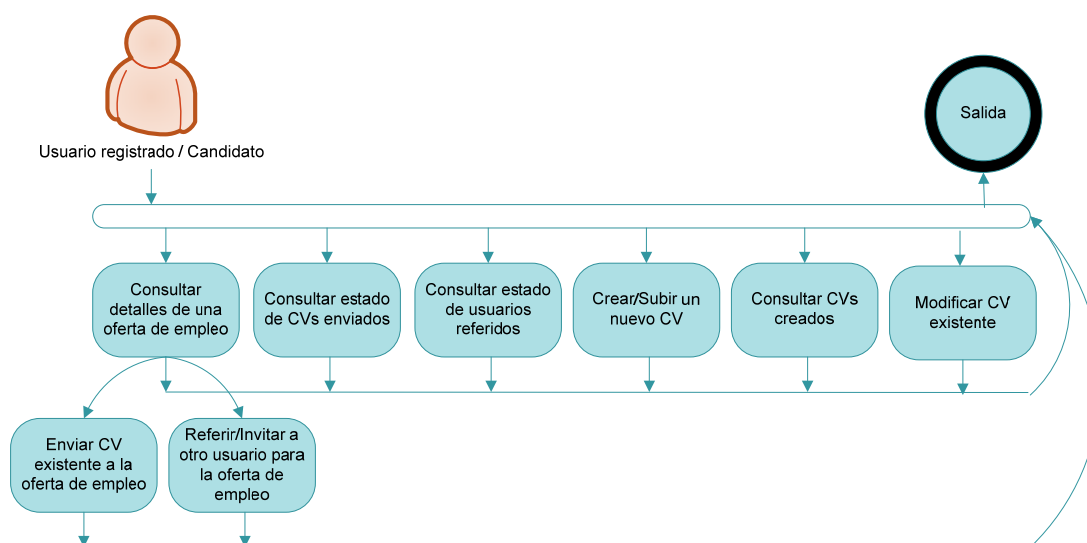 Usuario registrado / Candidato
Salida
Consultar
detalles de una
oferta de empleo
Consultar estado
de CVs enviados
Consultar estado
de usuarios
referidos
Crear/Subir un
nuevo CV
Consultar CVs
creados
Modificar CV
existente
Enviar CV
existente a la
oferta de empleo
Referir/Invitar a
otro usuario para
la oferta de
empleo